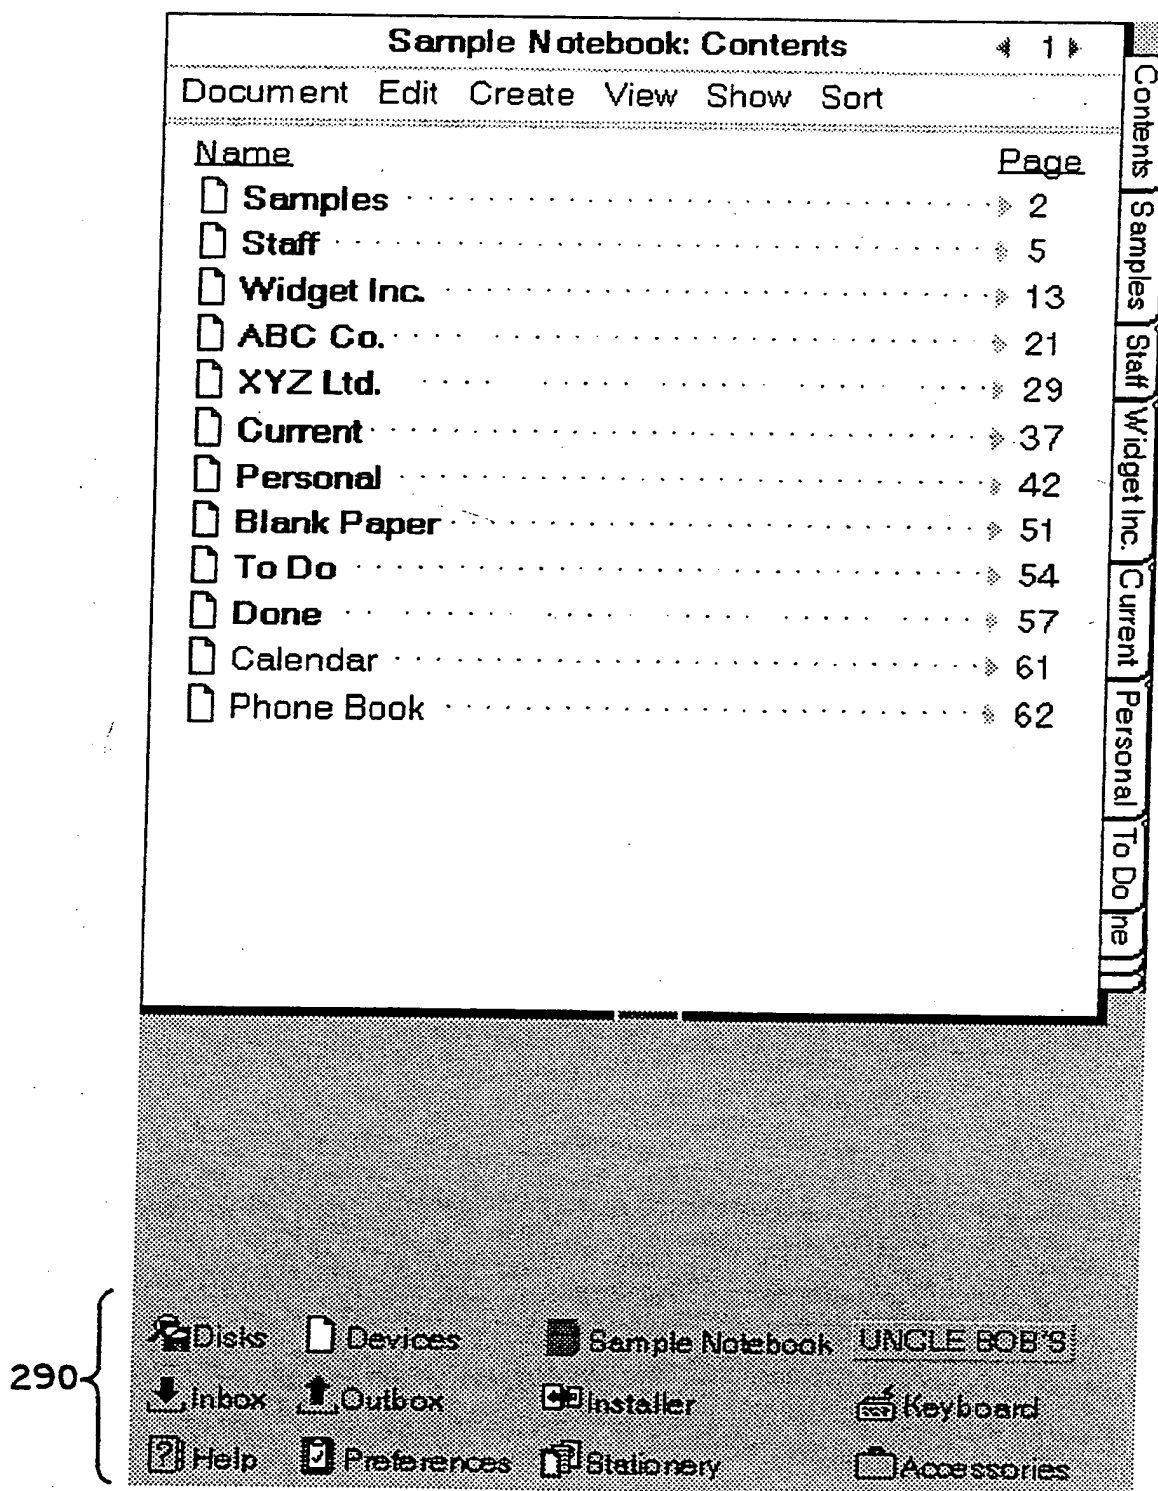 Sample Notebook: Contents 1
Document Edit Create View Show Sort
Name Page
Samples 2
Staff 5
Widget Inc. 13
ABC Co. 21
XYZ Ltd. 29
Current 37
Personal 42
Blank Paper 51
To Do 54
Done 57
Calendar 61
Phone Book 62
Contents
Samples
Staff
Widget Inc.
Current
Personal
To Do
ne
290
Disks Devices Sample Notebook UNCLE BOB'S
Inbox Outbox Installer Keyboard
Help Preferences Stationery Accessories